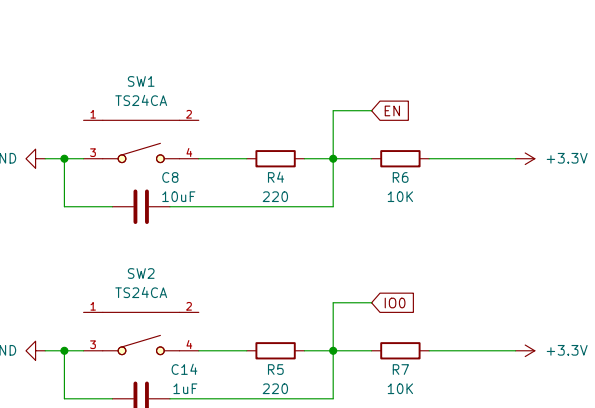 SW1
TS24CA
1 2
EN
ND 3 4 +3.3V
C8 R4 R6
10uF 220 10K
SW2
TS24CA
1 2
IO0
ND 3 4 +3.3V
C14 R5 R7
1uF 220 10K